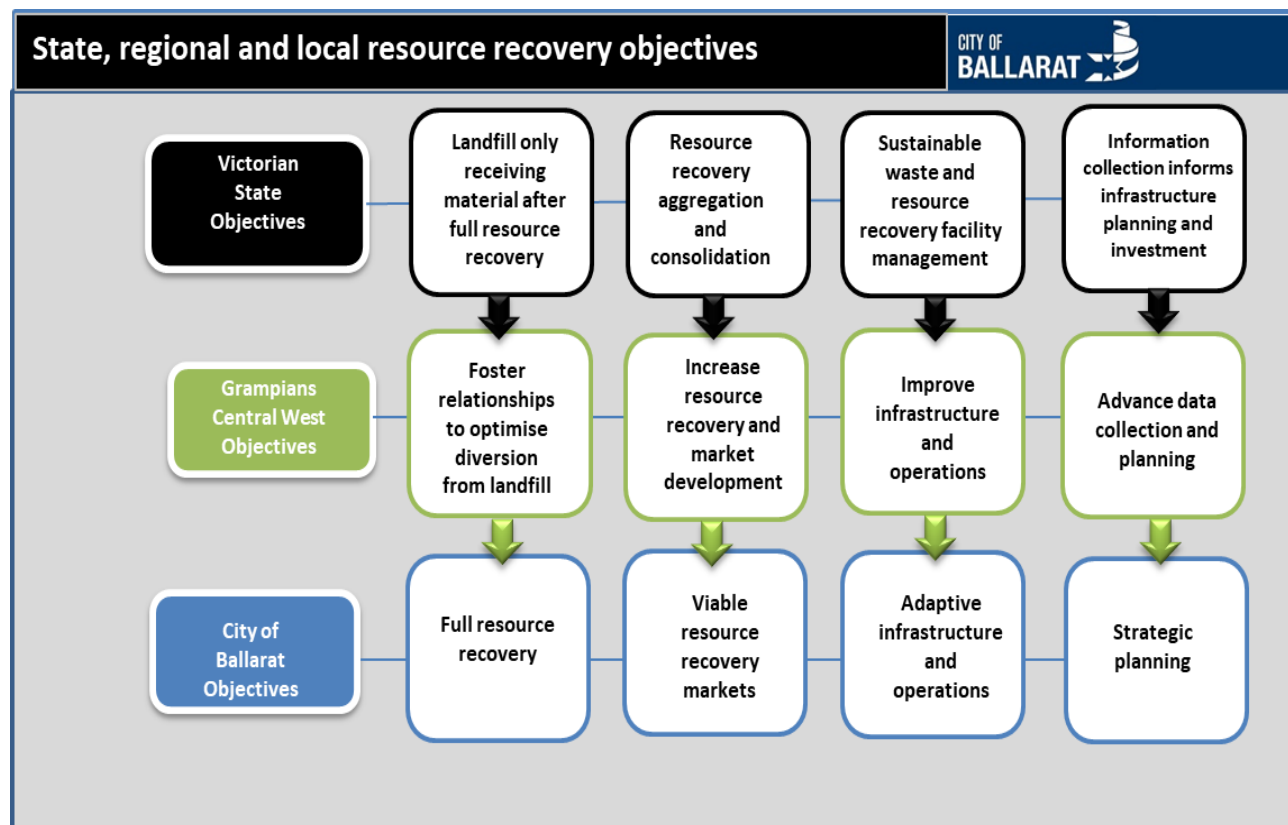 State, regional and local resource recovery objectives
CITY OF
BALLARAT
Victorian
State
Objectives
Landfill only
receiving
material after
full resource
recovery
Resource
recovery
aggregation
and
consolidation
Sustainable
waste and
resource
recovery facility
management
Information
collection informs
infrastructure
planning and
investment
Grampians
Central West
Objectives
Foster
relationships
to optimise
diversion
from landfill
Increase
resource
recovery and
market
development
Improve
infrastructure
and
operations
Advance data
collection and
planning
City of
Ballarat
Objectives
Full resource
recovery
Viable
resource
recovery
markets
Adaptive
infrastructure
and
operations
Strategic
planning